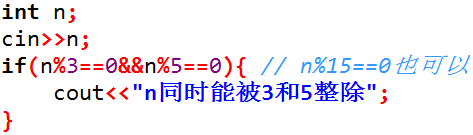 int n;
cin>>n;
if(n%3==0&&n%5==0){ // n%15==0也可以
    cout<<"n同时能被3和5整除";
}